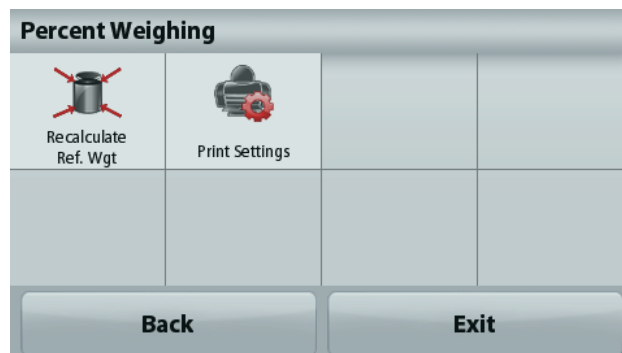 Percent Weighing
Recalculate
Ref. Wgt
Print Settings
Back
Exit